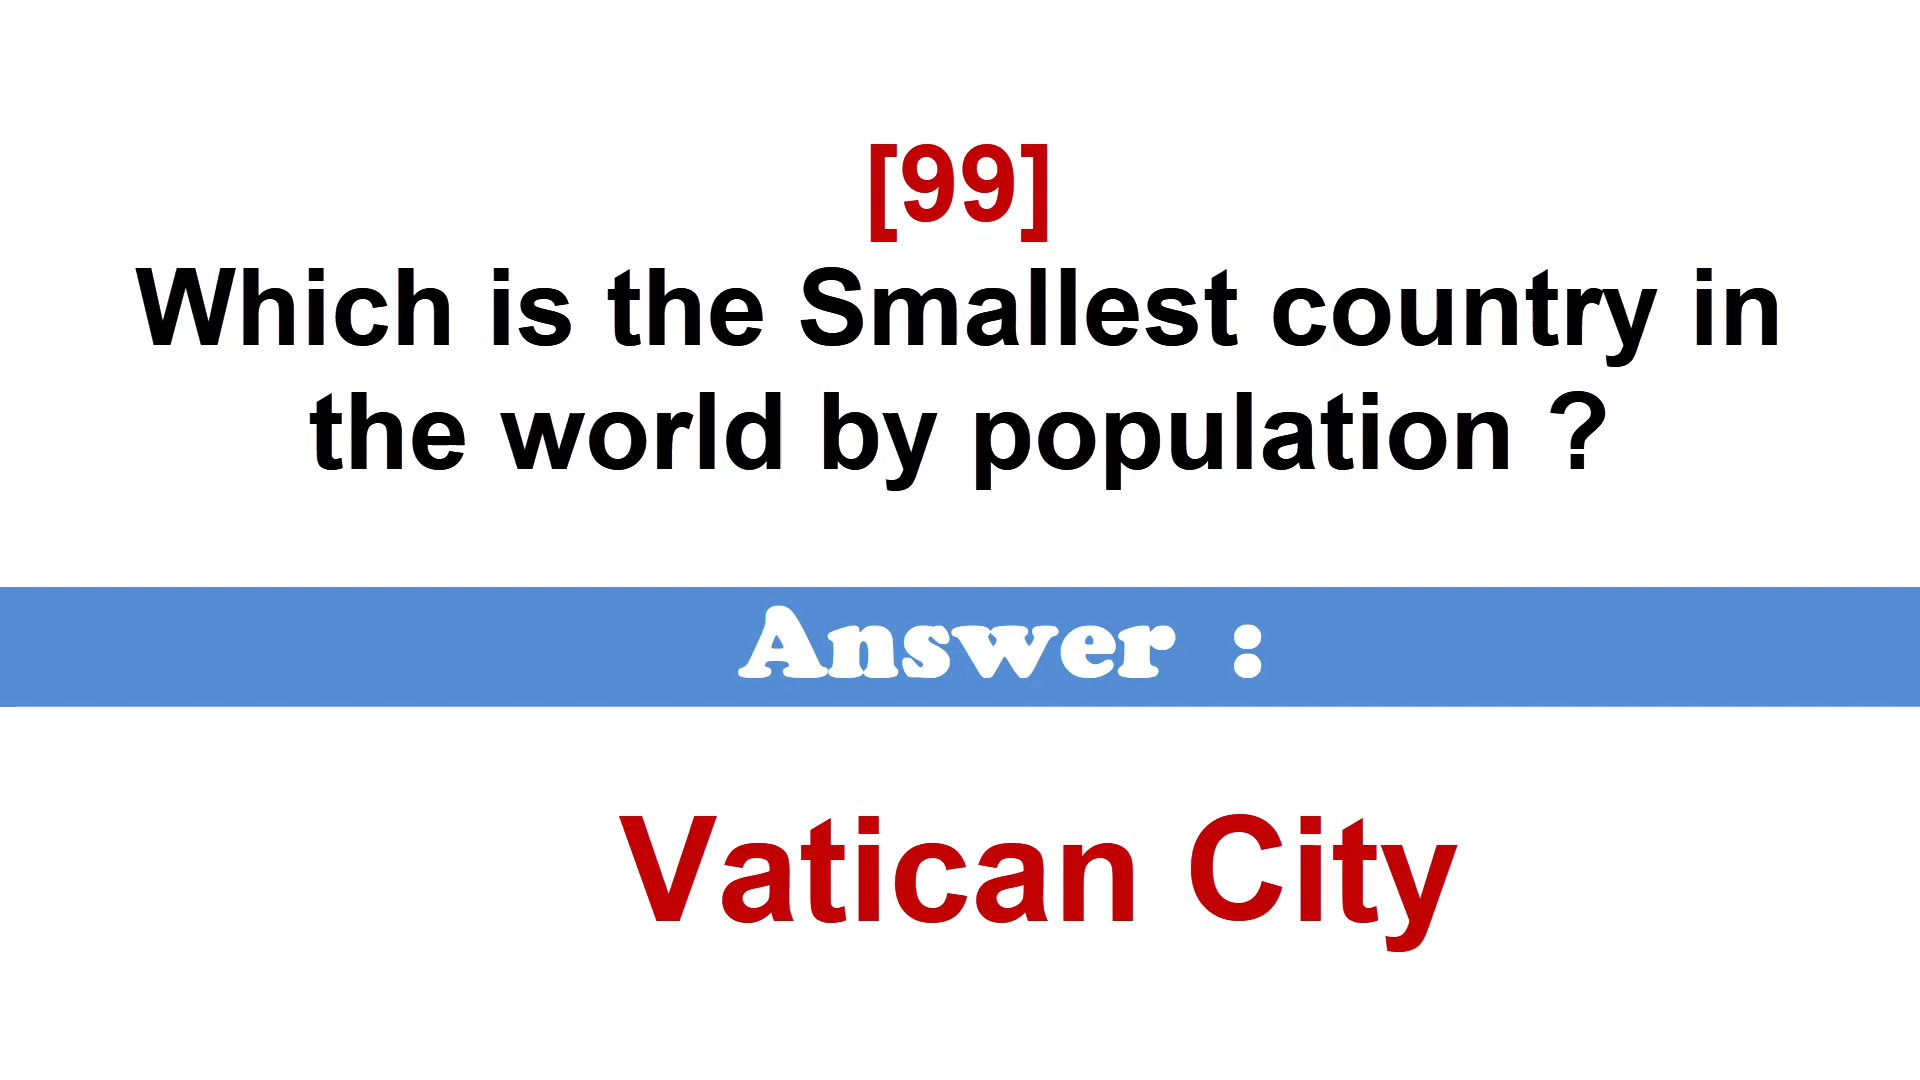 [99]
Which is the Smallest country in
the world by population ?
Answer :
Vatican City